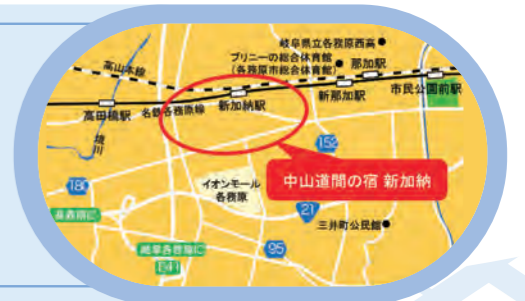 岐阜県立各務原西高
プリニーの総合体育館
(各務原市総合体育館)
那加駅
高山本線
市民公園前駅
新那加駅
新加納駅
名鉄各務原線
高田橋駅
境川
152
中山道間の宿 新加納
180
イオンモール
各務原
21
三井町公民館
95
岐阜各務原IC